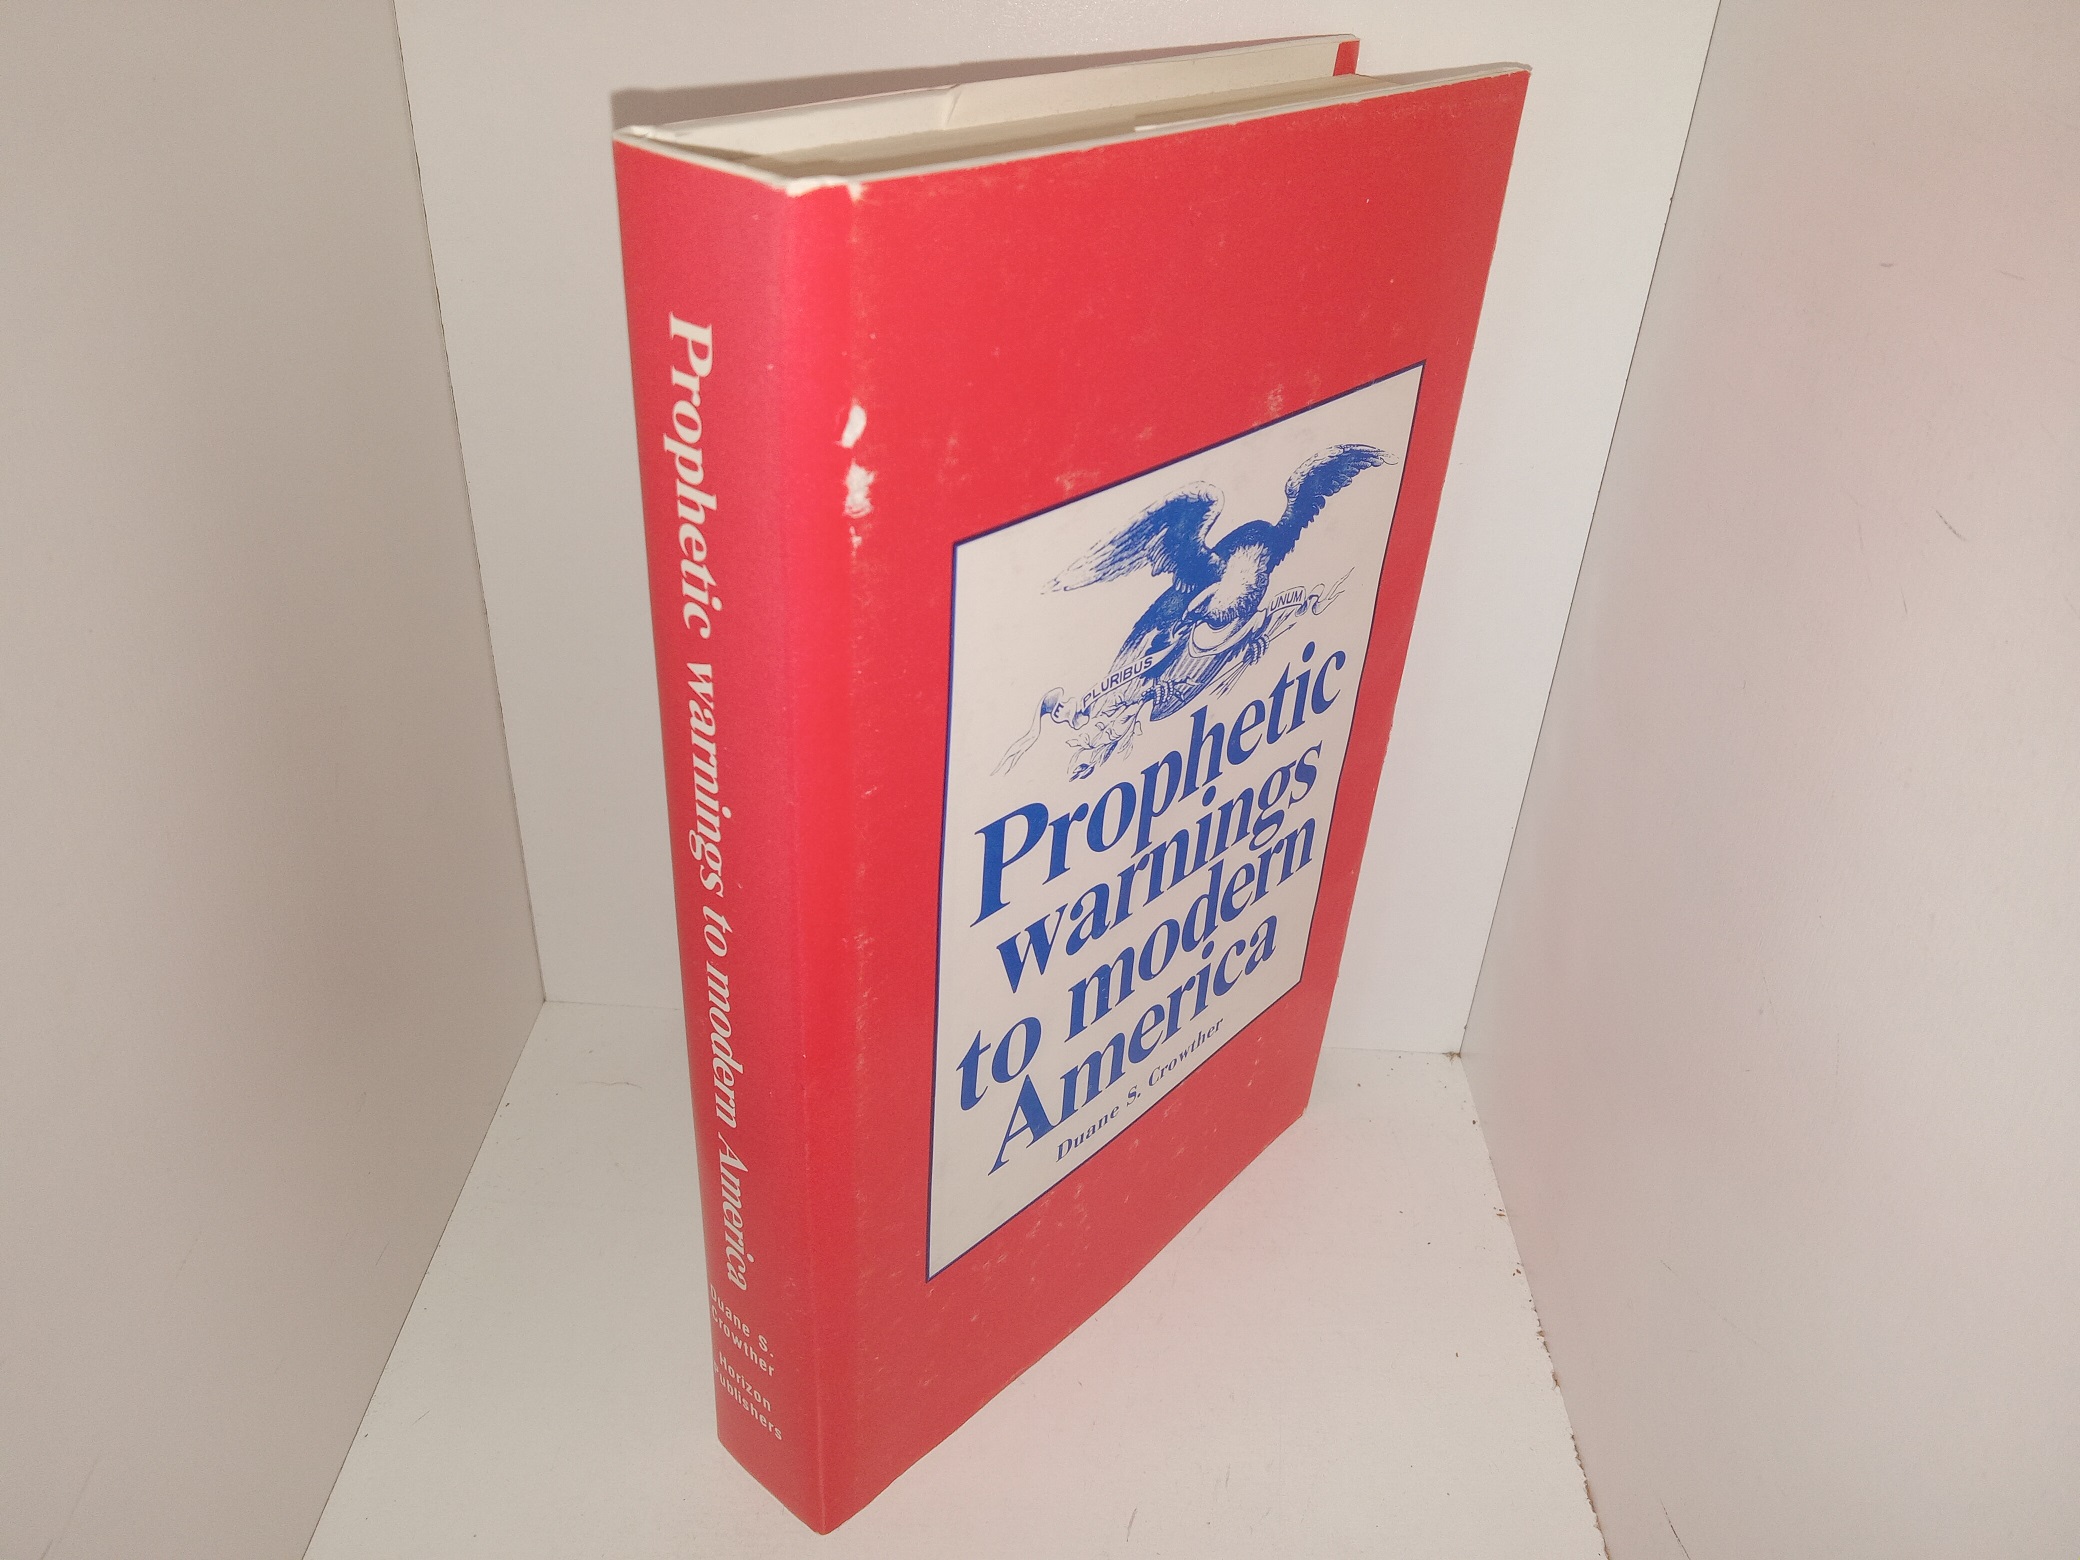 Prophetic warnings to modern America
Duane S.
Crowther
Horizon
Publishers
E PLURIBUS UNUM
Prophetic
warnings
to modern
America
Duane S. Crowther